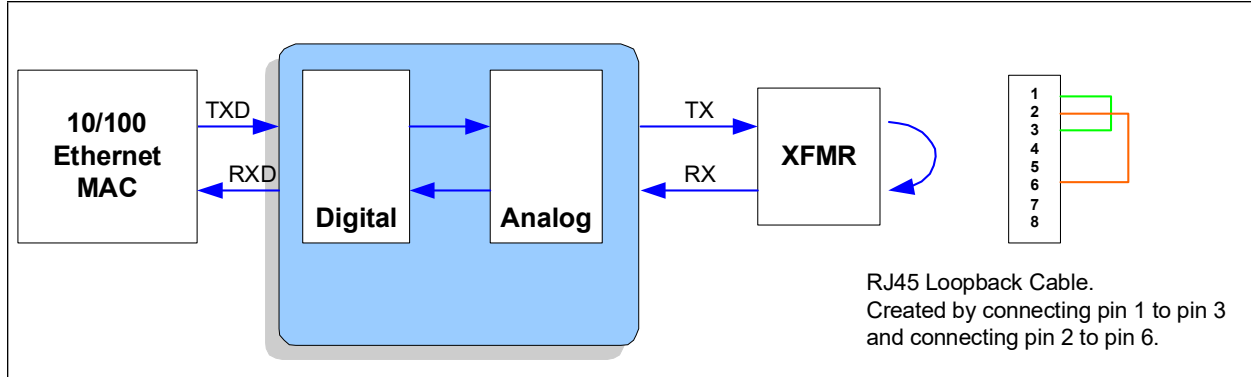 10/100
Ethernet
MAC
TXD
RXD
Digital
Analog
TX
RX
XFMR
1
2
3
4
5
6
7
8
RJ45 Loopback Cable.
Created by connecting pin 1 to pin 3
and connecting pin 2 to pin 6.